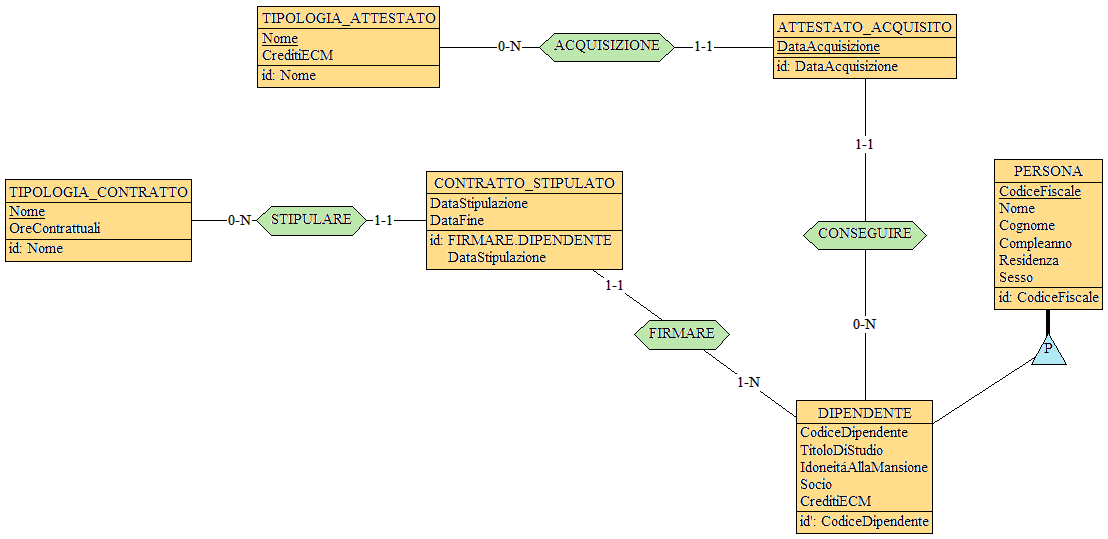 TIPOLOGIA_ATTESTATO
Nome
CreditiECM
id: Nome
0-N
ACQUISIZIONE
1-1
ATTESTATO_ACQUISITO
DataAcquisizione
id: DataAcquisizione
1-1
CONSEGUIRE
0-N
TIPOLOGIA_CONTRATTO
Nome
OreContrattuali
id: Nome
0-N
STIPULARE
1-1
CONTRATTO_STIPULATO
DataStipulazione
DataFine
id: FIRMARE.DIPENDENTE
DataStipulazione
1-1
FIRMARE
1-N
PERSONA
CodiceFiscale
Nome
Cognome
Compleanno
Residenza
Sesso
id: CodiceFiscale
P
DIPENDENTE
CodiceDipendente
TitoloDiStudio
IdoneitáAllaMansione
Socio
CreditiECM
id': CodiceDipendente